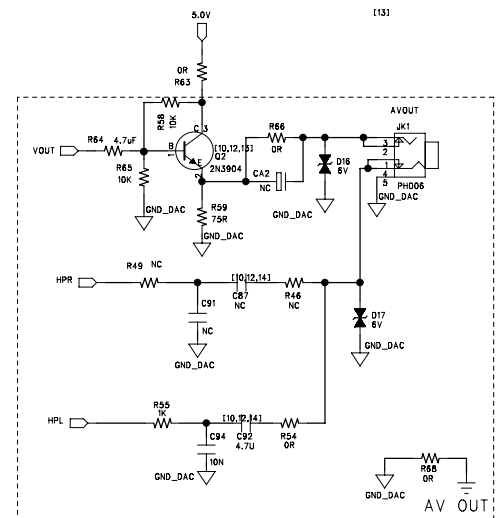 5.0V
[13]
0R
R63
R58
10K
C 3
AVOUT
JK1
R64 4.7uF
VOUT
B
1
[10,12,13]
Q2
2N3904
E
2
R66
0R
CA2
NC
D16
6V
3
2
1
4
5
PH006
R65
10K
GND_DAC
R59
75R
GND_DAC
GND_DAC
GND_DAC
HPR
R49 NC
[10,12,14]
C87
NC
R46
NC
C91
NC
GND_DAC
D17
6V
GND_DAC
HPL
R55
1K
[10,12,14]
C92
4.7U
R54
0R
C94
10N
GND_DAC
R68
0R
GND_DAC
AV OUT